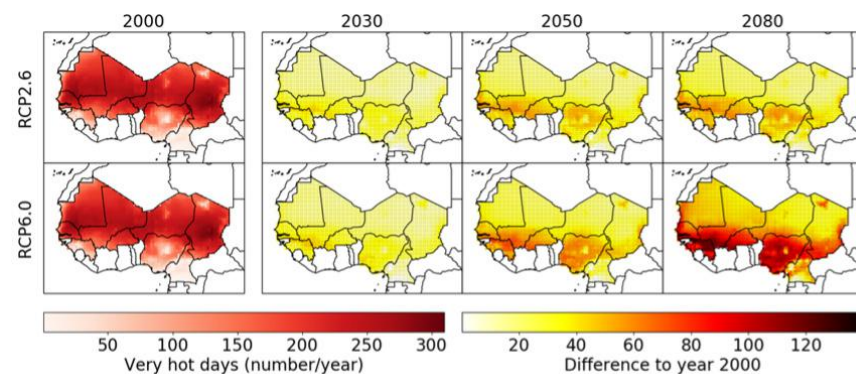 2000 2030 2050 2080
RCP2.6
RCP6.0
50 100 150 200 250 300 20 40 60 80 100 120
Very hot days (number/year) Difference to year 2000